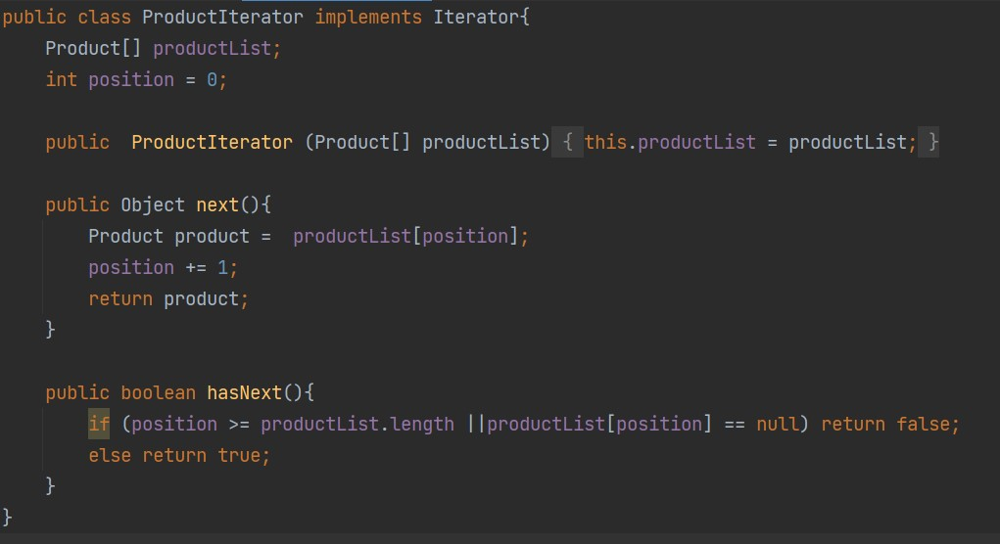 public class ProductIterator implements Iterator{
    Product[] productList;
    int position = 0;

    public  ProductIterator (Product[] productList) { this.productList = productList; }

    public Object next(){
        Product product =  productList[position];
        position += 1;
        return product;
    }

    public boolean hasNext(){
        if (position >= productList.length ||productList[position] == null) return false;
        else return true;
    }
}